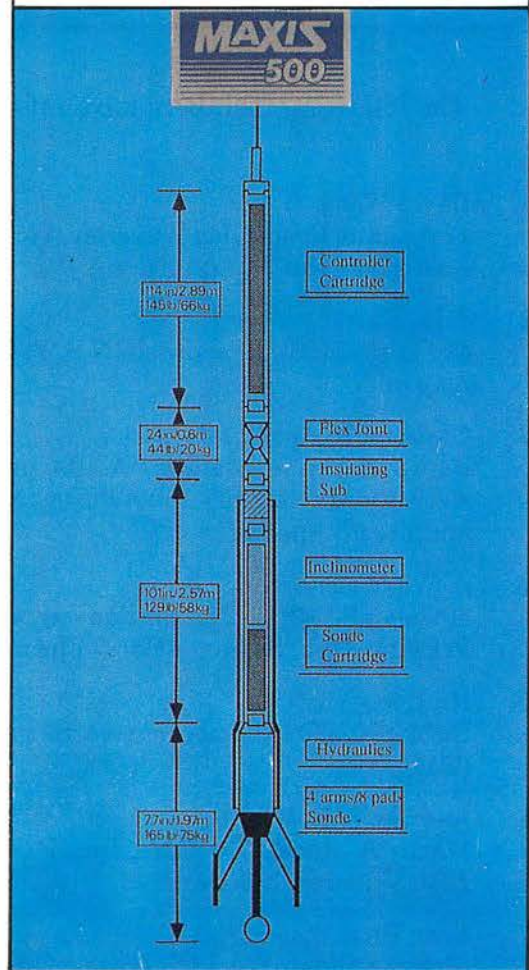 MAXIS
500
114in/2.89m
145lb/66kg
Controller
Cartridge
24in/0.6m
44lb/20kg
Flex Joint
Insulating
Sub
101in/2.57m
129lb/58kg
Inclinometer
Sonde
Cartridge
Hydraulics
77in/1.97m
165lb/75kg
4 arms/8 pads
Sonde